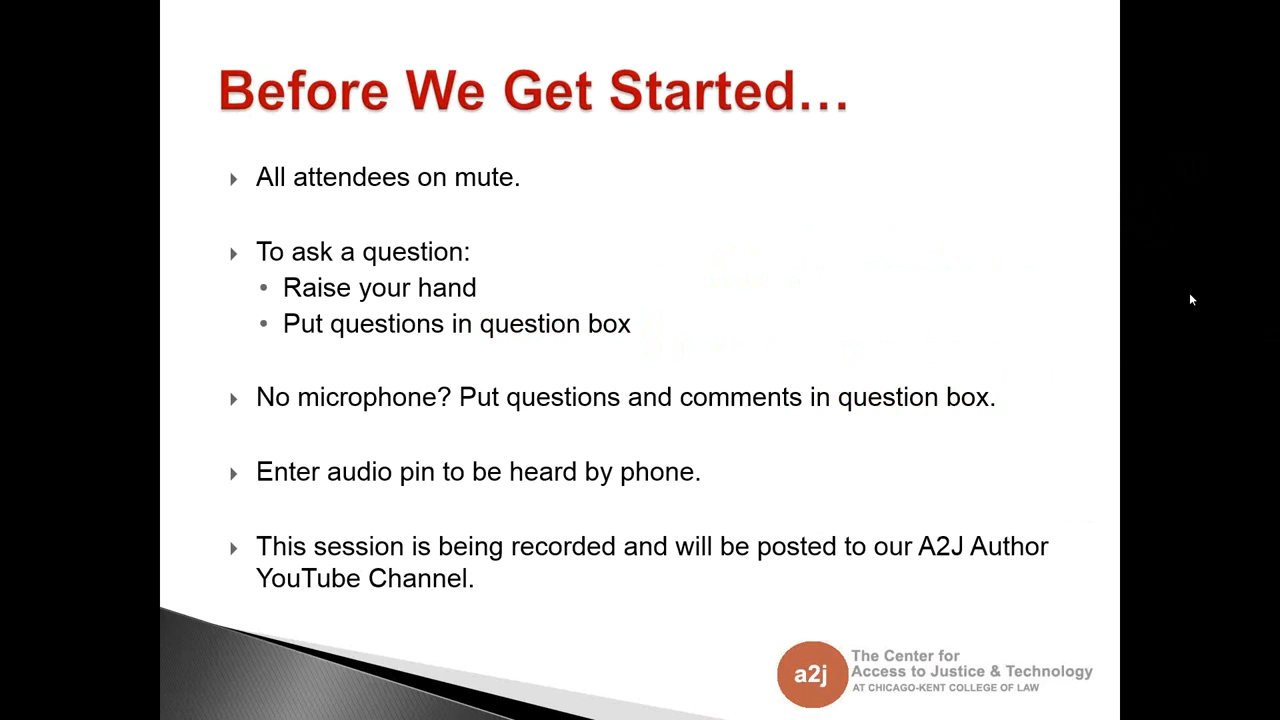 Before We Get Started...
All attendees on mute.
To ask a question:
Raise your hand
Put questions in question box
No microphone? Put questions and comments in question box.
Enter audio pin to be heard by phone.
This session is being recorded and will be posted to our A2J Author
YouTube Channel.
a2j
The Center for
Access to Justice & Technology
AT CHICAGO-KENT COLLEGE OF LAW